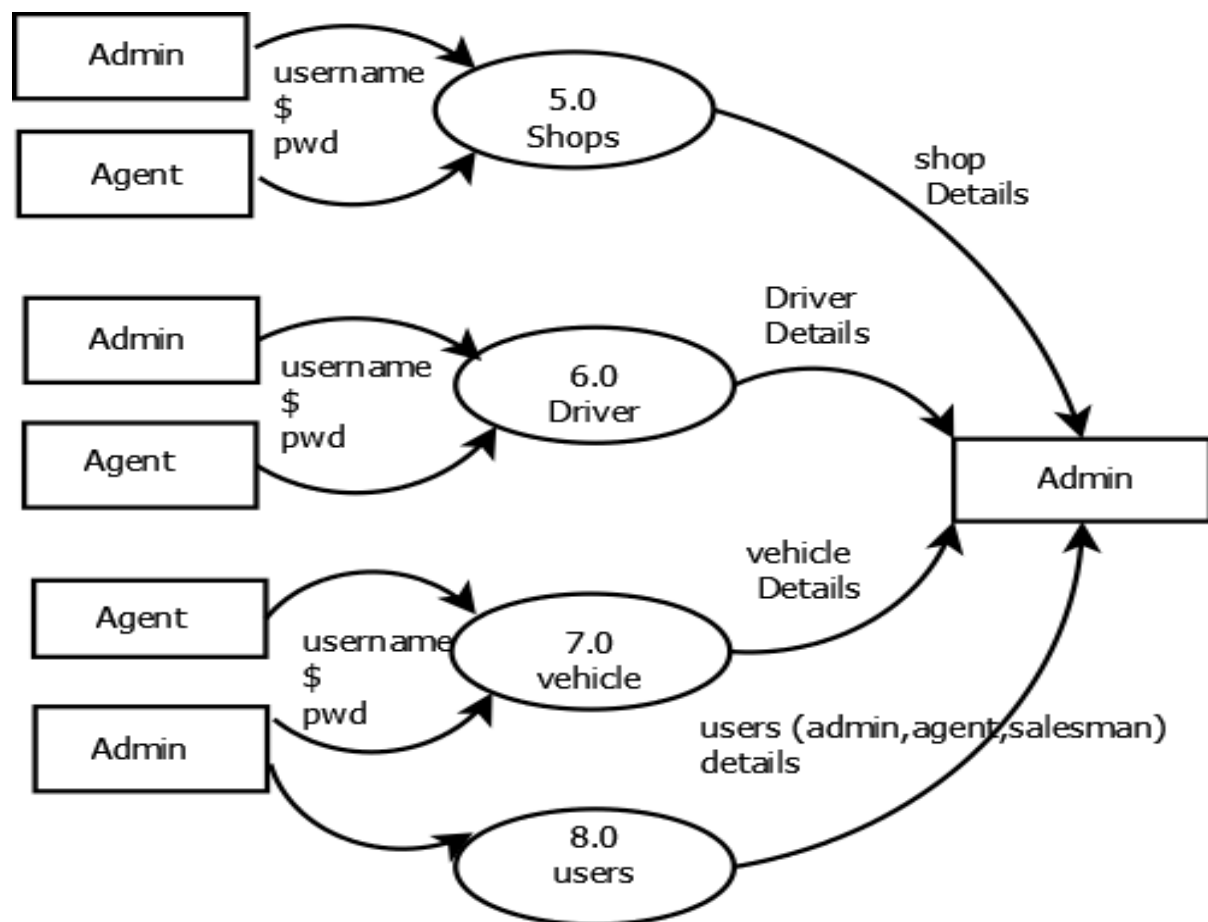 Admin
username
$
pwd
Agent
5.0
Shops
shop
Details
Admin
username
$
pwd
Agent
6.0
Driver
Driver
Details
Admin
Agent
username
$
pwd
Admin
7.0
vehicle
vehicle
Details
users (admin,agent,salesman)
details
8.0
users